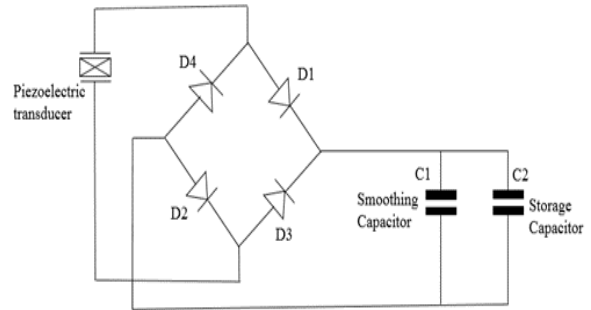 D4
D1
Piezoelectric
transducer
C1
C2
Smoothing
Capacitor
Storage
Capacitor
D2
D3